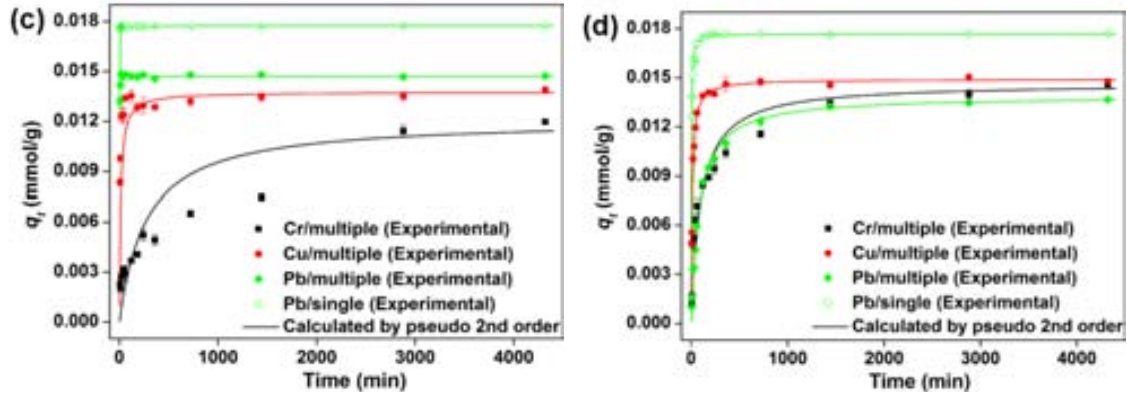 (c)
0.018
0.015
0.012
0.009
0.006
0.003
0.000
qt (mmol/g)
Cr/multiple (Experimental)
Cu/multiple (Experimental)
Pb/multiple (Experimental)
Pb/single (Experimental)
Calculated by pseudo 2nd order
0 1000 2000 3000 4000
Time (min)
(d)
0.018
0.015
0.012
0.009
0.006
0.003
0.000
qt (mmol/g)
Cr/multiple (Experimental)
Cu/multiple (Experimental)
Pb/multiple (Experimental)
Pb/single (Experimental)
Calculated by pseudo 2nd order
0 1000 2000 3000 4000
Time (min)